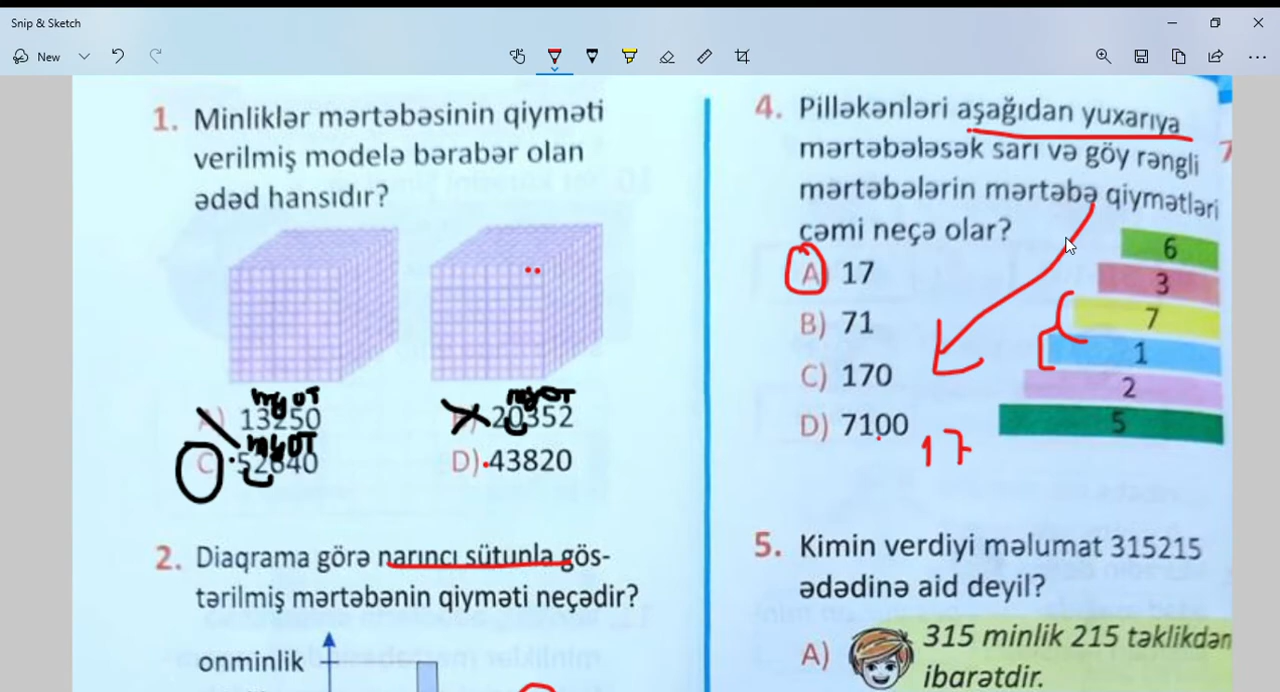 Snip & Sketch
New
1. Minliklər mərtəbəsinin qiyməti
verilmiş modelə bərabər olan
ədəd hansıdır?
A) 13250
20352
C 52640
D) 43820
2. Diaqrama görə narıncı sütunla gös-
tərilmiş mərtəbənin qiyməti neçədir?
onminlik
4. Pilləkənləri aşağıdan yuxarıya
mərtəbələsək sarı və göy rəngli
mərtəbələrin mərtəbə qiymətləri
cəmi neçə olar?
A) 17
B) 71
C) 170
D) 7100
17
6
3
7
1
2
5
7
5. Kimin verdiyi məlumat 315215
ədədinə aid deyil?
A) 315 minlik 215 təklikdən
ibarətdir.